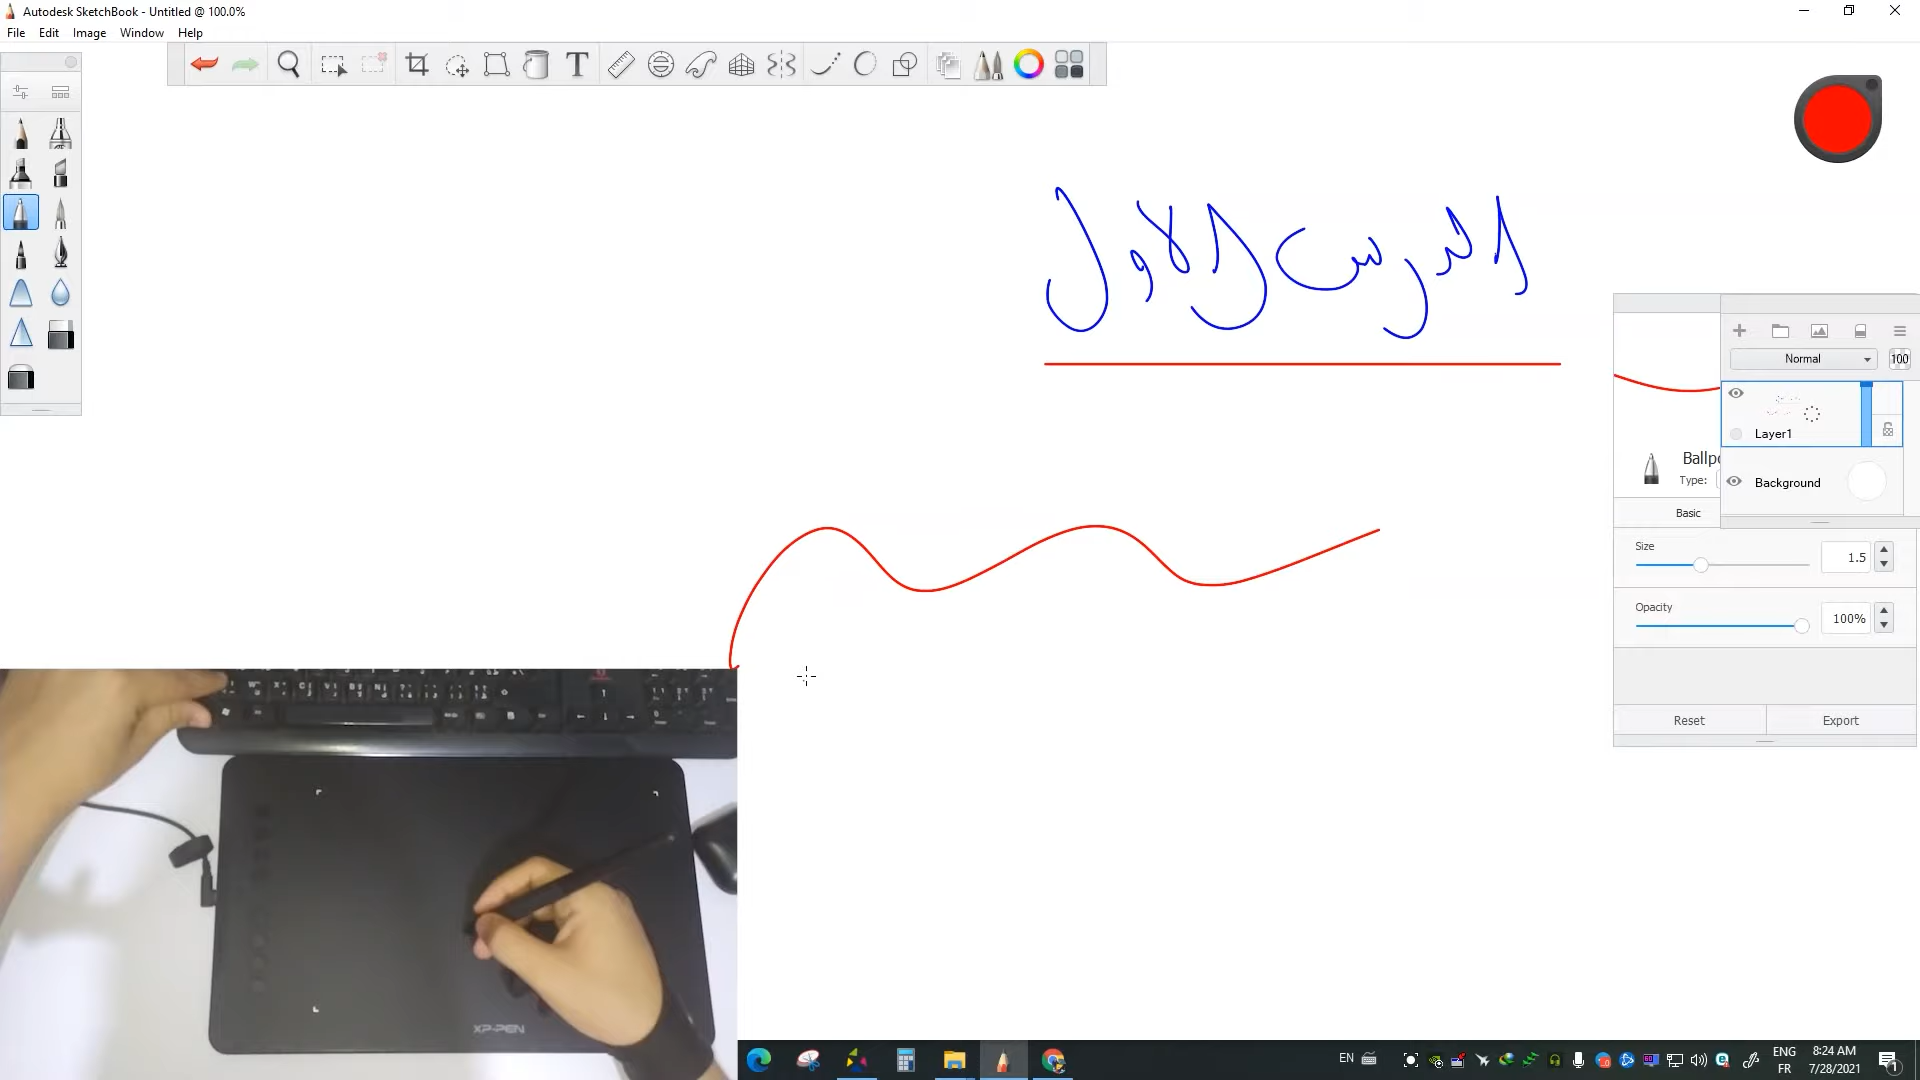 Autodesk SketchBook - Untitled @ 100.0%
File Edit Image Window Help
الدرس الاول
Normal 100
Layer1
Background
Ballpo
Type:
Basic
Size 1.5
Opacity 100%
Reset Export
XP-PEN
EN ENG 8:24 AM
FR 7/28/2021